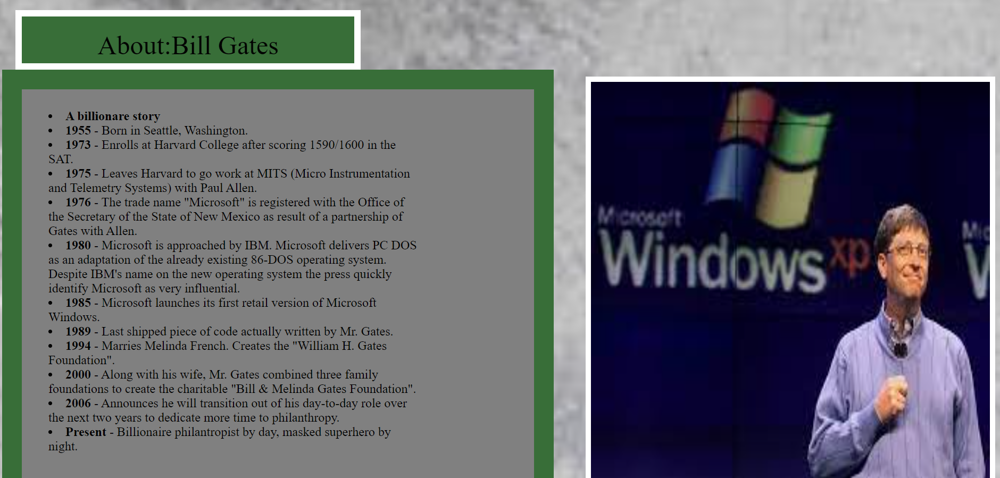 About:Bill Gates
• A billionare story
• 1955 - Born in Seattle, Washington.
• 1973 - Enrolls at Harvard College after scoring 1590/1600 in the
SAT.
• 1975 - Leaves Harvard to go work at MITS (Micro Instrumentation
and Telemetry Systems) with Paul Allen.
• 1976 - The trade name "Microsoft" is registered with the Office of
the Secretary of the State of New Mexico as result of a partnership of
Gates with Allen.
• 1980 - Microsoft is approached by IBM. Microsoft delivers PC DOS
as an adaptation of the already existing 86-DOS operating system.
Despite IBM's name on the new operating system the press quickly
identify Microsoft as very influential.
• 1985 - Microsoft launches its first retail version of Microsoft
Windows.
• 1989 - Last shipped piece of code actually written by Mr. Gates.
• 1994 - Marries Melinda French. Creates the "William H. Gates
Foundation".
• 2000 - Along with his wife, Mr. Gates combined three family
foundations to create the charitable "Bill & Melinda Gates Foundation".
• 2006 - Announces he will transition out of his day-to-day role over
the next two years to dedicate more time to philanthropy.
• Present - Billionaire philantropist by day, masked superhero by
night.
Microsoft
Windows xp
Mic
W